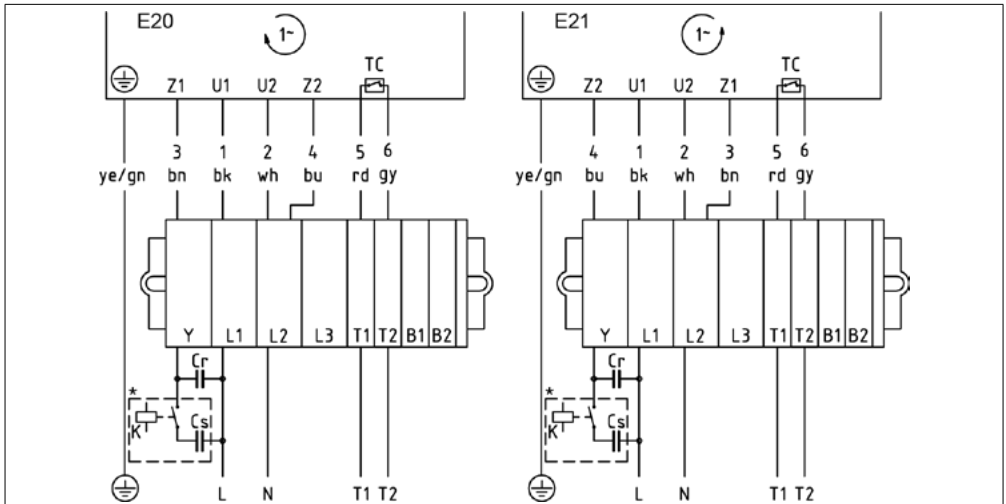 E20
1~
TC
Z1 U1 U2 Z2
3 1 2 4 5 6
ye/gn bn bk wh bu rd gy
Y L1 L2 L3 T1 T2 B1 B2
Cr
*
K Cs
L N T1 T2
E21
1~
TC
Z2 U1 U2 Z1
4 1 2 3 5 6
ye/gn bu bk wh bn rd gy
Y L1 L2 L3 T1 T2 B1 B2
Cr
*
K Cs
L N T1 T2